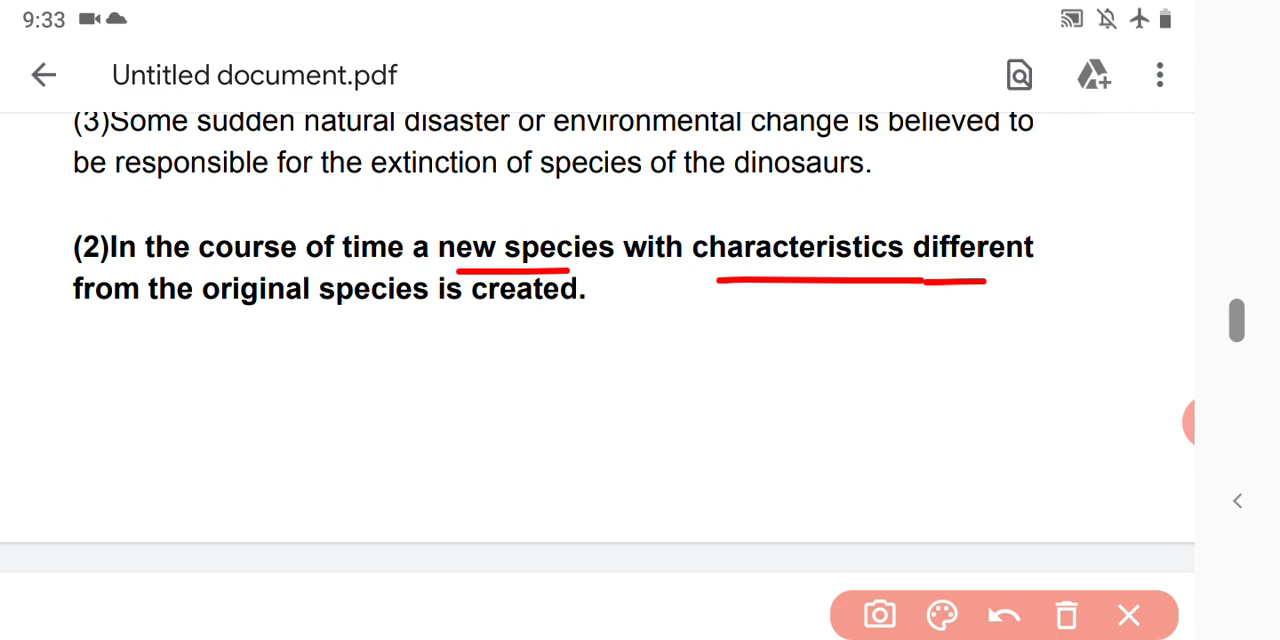 9:33
Untitled document.pdf
(3)Some sudden natural disaster or environmental change is believed to
be responsible for the extinction of species of the dinosaurs.
(2)In the course of time a new species with characteristics different
from the original species is created.